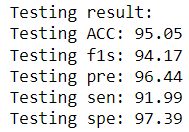 Testing result:
Testing ACC: 95.05
Testing f1s: 94.17
Testing pre: 96.44
Testing sen: 91.99
Testing spe: 97.39